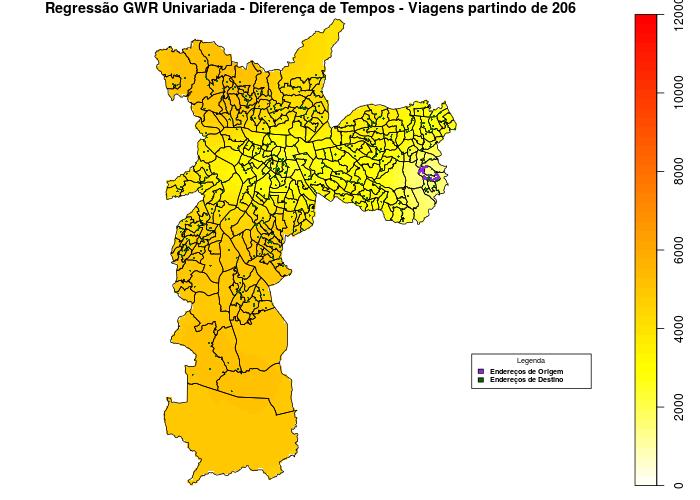 Regressão GWR Univariada - Diferença de Tempos - Viagens partindo de 206
12000
10000
8000
6000
4000
2000
0
Legenda
Endereços de Origem
Endereços de Destino